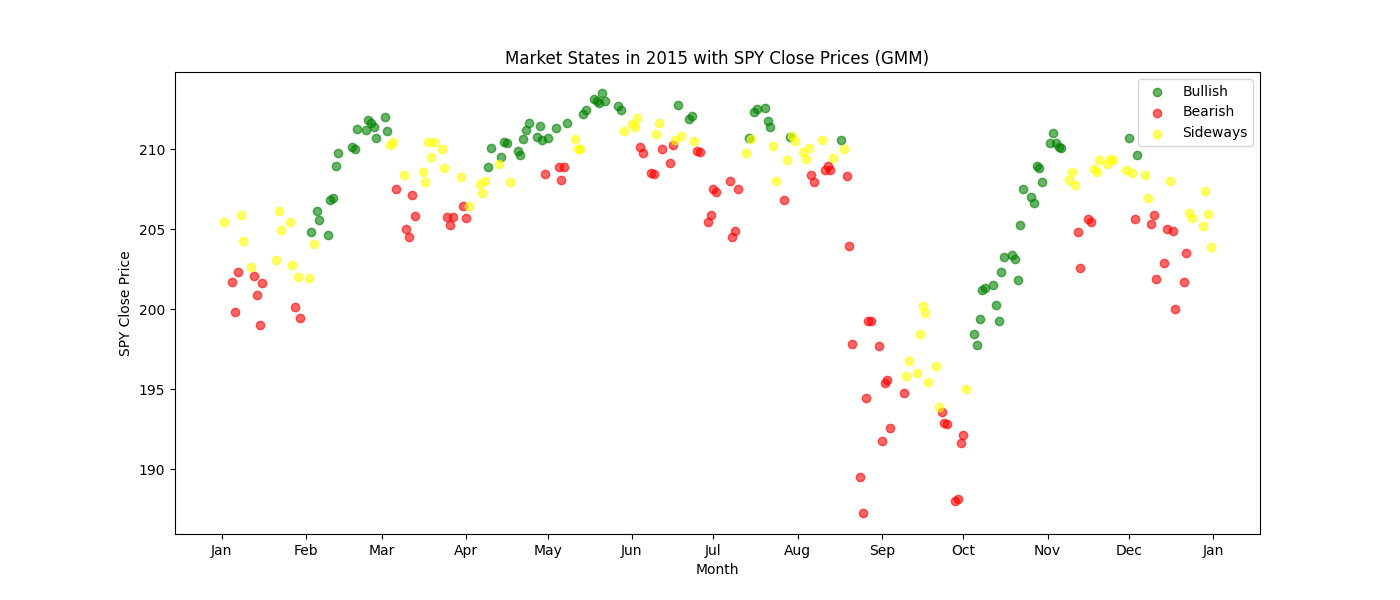 Market States in 2015 with SPY Close Prices (GMM)
Bullish
Bearish
Sideways
SPY Close Price
210
205
200
195
190
Jan Feb Mar Apr May Jun Jul Aug Sep Oct Nov Dec Jan
Month